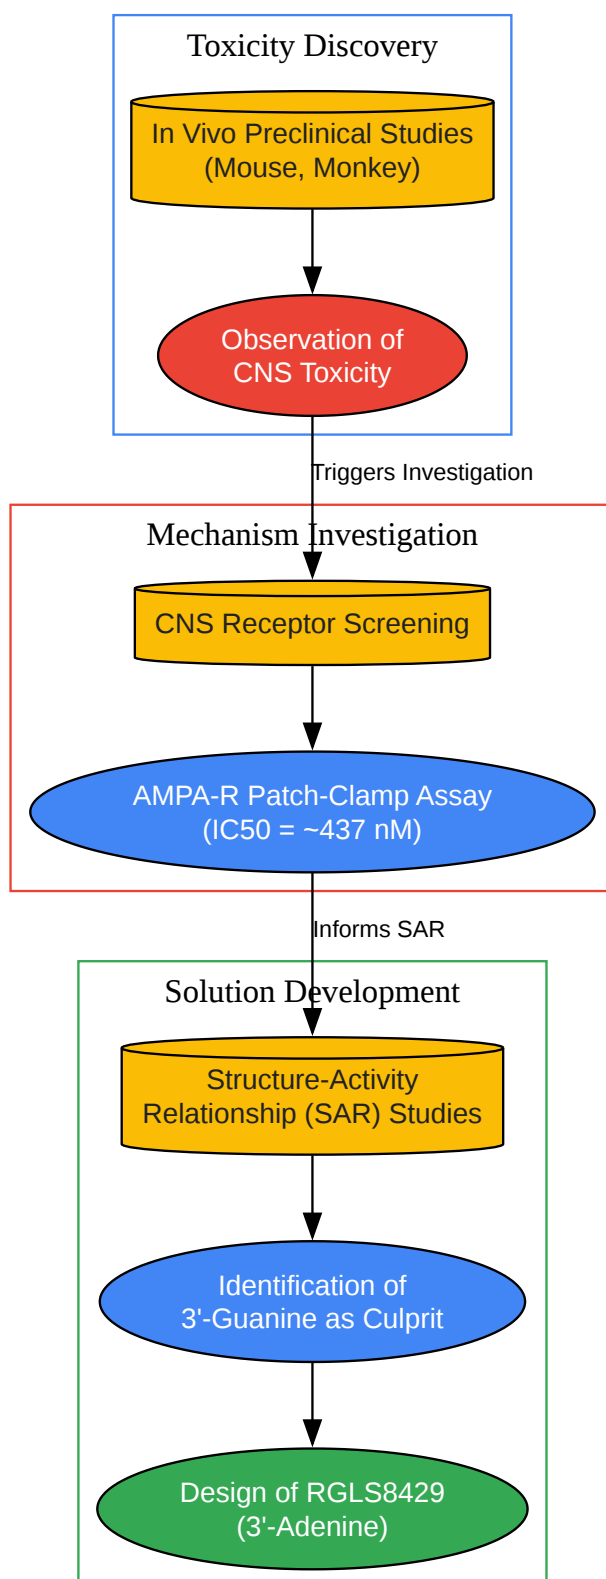 Toxicity Discovery
In Vivo Preclinical Studies
(Mouse, Monkey)
Observation of
CNS Toxicity
Triggers Investigation
Mechanism Investigation
CNS Receptor Screening
AMPA-R Patch-Clamp Assay
(IC50 = ~437 nM)
Informs SAR
Solution Development
Structure-Activity
Relationship (SAR) Studies
Identification of
3'-Guanine as Culprit
Design of RGLS8429
(3'-Adenine)